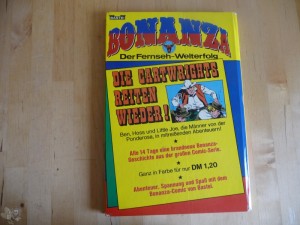 BONANZA
Der Fernseh-Welterfolg
DIE CARTWRIGHTS
REITEN
WIEDER!
Ben, Hoss und Little Joe, die Männer von der
Ponderosa, in mitreißenden Abenteuern!
Alle 14 Tage eine brandneue Bonanza-
Geschichte aus der großen Comic-Serie.
Ganz in Farbe für nur DM 1,20
Abenteuer, Spannung und Spaß mit dem
Bonanza-Comic von Bastei.